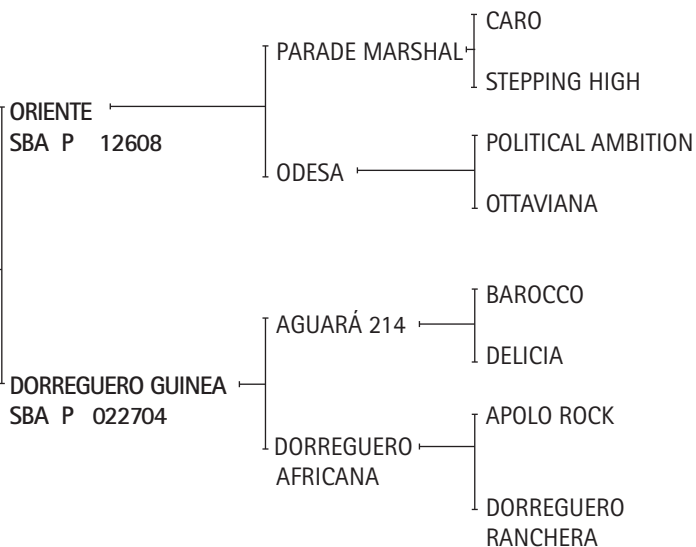 CARO
PARADE MARSHAL
STEPPING HIGH
ORIENTE
SBA P 12608
POLITICAL AMBITION
ODESA
OTTAVIANA
BAROCCO
AGUARÁ 214
DELICIA
DORREGUERO GUINEA
SBA P 022704
APOLO ROCK
DORREGUERO
AFRICANA
DORREGUERO
RANCHERA